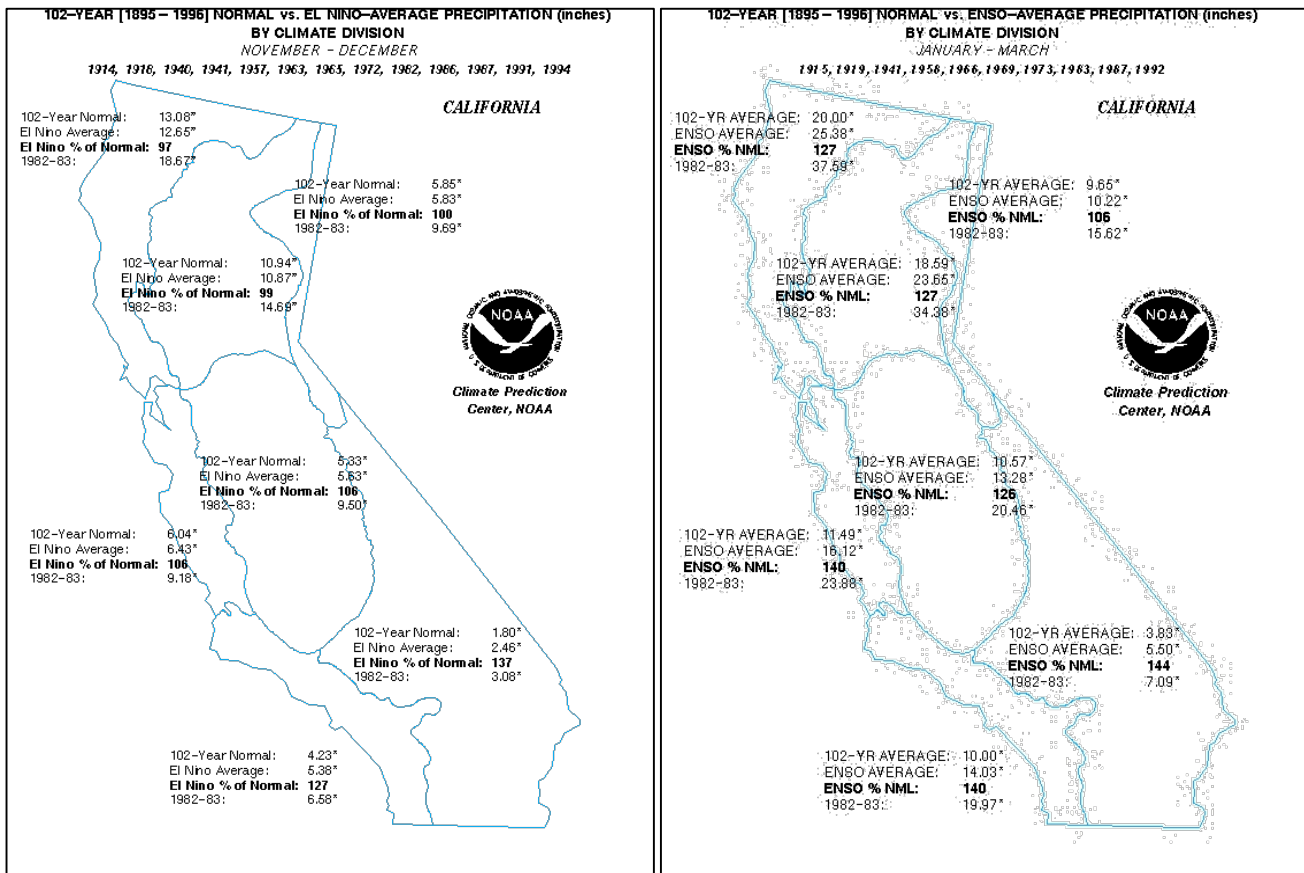 102–YEAR [1895 – 1996] NORMAL vs. EL NINO–AVERAGE PRECIPITATION (inches)
BY CLIMATE DIVISION
NOVEMBER – DECEMBER
1914, 1918, 1940, 1941, 1957, 1963, 1965, 1972, 1982, 1986, 1987, 1991, 1994
CALIFORNIA
102–Year Normal: 13.08"
El Nino Average: 12.65"
El Nino % of Normal: 97
1982–83: 18.67"
102–Year Normal: 5.85"
El Nino Average: 5.83"
El Nino % of Normal: 100
1982–83: 9.69"
102–Year Normal: 10.94"
El Nino Average: 10.87"
El Nino % of Normal: 99
1982–83: 14.69"
NOAA
Climate Prediction
Center, NOAA
102–Year Normal: 5.33"
El Nino Average: 5.63"
El Nino % of Normal: 106
1982–83: 9.50"
102–Year Normal: 6.04"
El Nino Average: 6.43"
El Nino % of Normal: 106
1982–83: 9.18"
102–Year Normal: 1.80"
El Nino Average: 2.46"
El Nino % of Normal: 137
1982–83: 3.08"
102–Year Normal: 4.23"
El Nino Average: 5.38"
El Nino % of Normal: 127
1982–83: 6.58"
102–YEAR [1895 – 1996] NORMAL vs. ENSO–AVERAGE PRECIPITATION (inches)
BY CLIMATE DIVISION
JANUARY – MARCH
1915, 1919, 1941, 1958, 1966, 1969, 1973, 1983, 1987, 1992
CALIFORNIA
102–YR AVERAGE: 20.00"
ENSO AVERAGE: 25.38"
ENSO % NML: 127
1982–83: 37.59"
102–YR AVERAGE: 9.65"
ENSO AVERAGE: 10.22"
ENSO % NML: 106
1982–83: 15.62"
102–YR AVERAGE: 18.59"
ENSO AVERAGE: 23.65"
ENSO % NML: 127
1982–83: 34.38"
NOAA
Climate Prediction
Center, NOAA
102–YR AVERAGE: 10.57"
ENSO AVERAGE: 13.28"
ENSO % NML: 126
1982–83: 20.46"
102–YR AVERAGE: 11.49"
ENSO AVERAGE: 16.12"
ENSO % NML: 140
1982–83: 23.88"
102–YR AVERAGE: 3.83"
ENSO AVERAGE: 5.50"
ENSO % NML: 144
1982–83: 7.09"
102–YR AVERAGE: 10.00"
ENSO AVERAGE: 14.03"
ENSO % NML: 140
1982–83: 19.97"